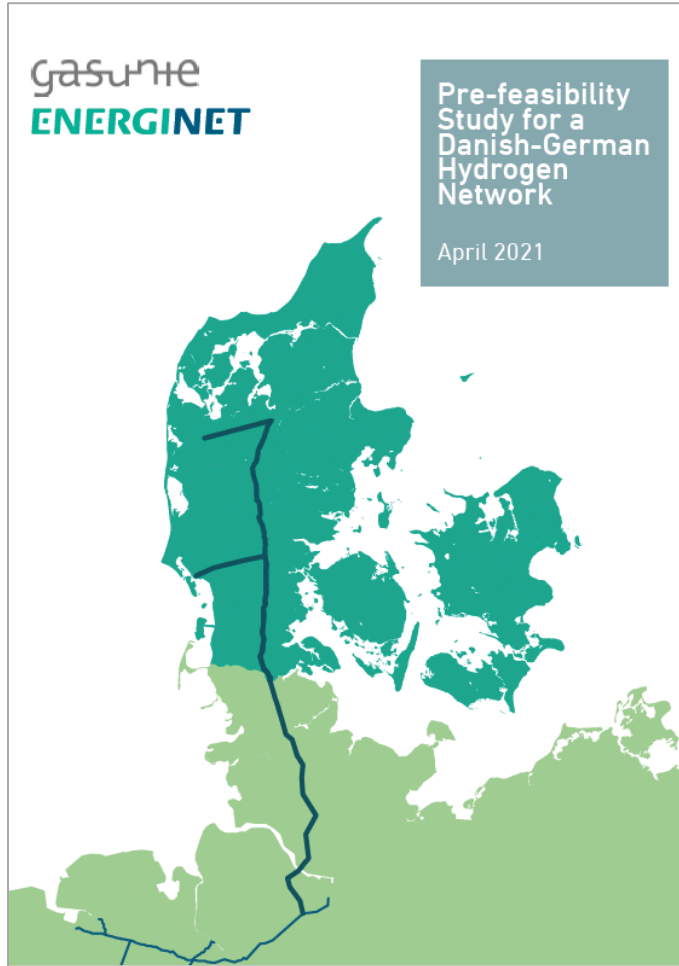 gasunie
ENERGINET
Pre-feasibility
Study for a
Danish-German
Hydrogen
Network
April 2021